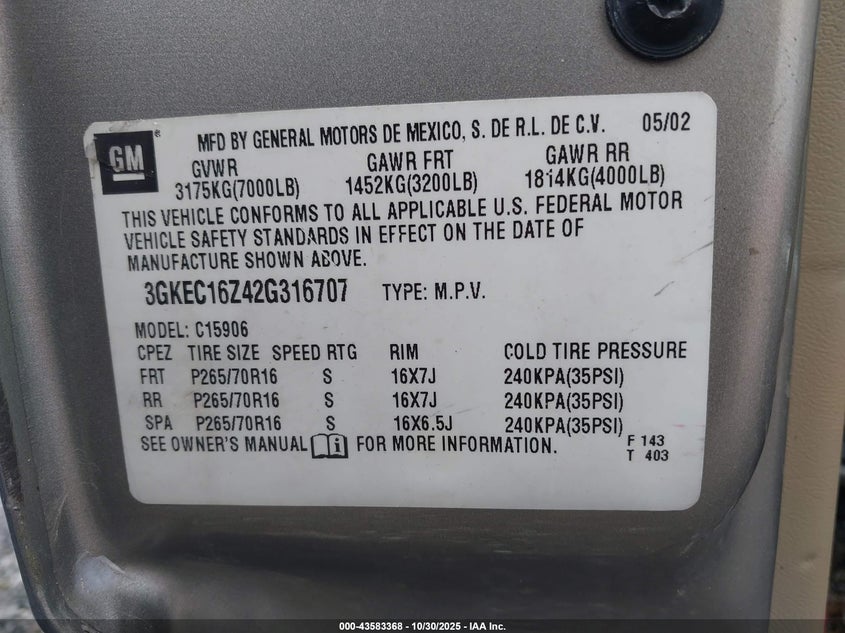 GM
MFD BY GENERAL MOTORS DE MEXICO, S. DE R.L. DE C.V. 05/02
GVWR GAWR FRT GAWR RR
3175KG(7000LB) 1452KG(3200LB) 1814KG(4000LB)
THIS VEHICLE CONFORMS TO ALL APPLICABLE U.S. FEDERAL MOTOR
VEHICLE SAFETY STANDARDS IN EFFECT ON THE DATE OF
MANUFACTURE SHOWN ABOVE.
3GKEC16Z42G316707 TYPE: M.P.V.
MODEL: C15906
CPEZ TIRE SIZE SPEED RTG RIM COLD TIRE PRESSURE
FRT P265/70R16 S 16X7J 240KPA(35PSI)
RR P265/70R16 S 16X7J 240KPA(35PSI)
SPA P265/70R16 S 16X6.5J 240KPA(35PSI)
SEE OWNER'S MANUAL FOR MORE INFORMATION.
F 143
T 403
000-43583368 • 10/30/2025 • IAA Inc.